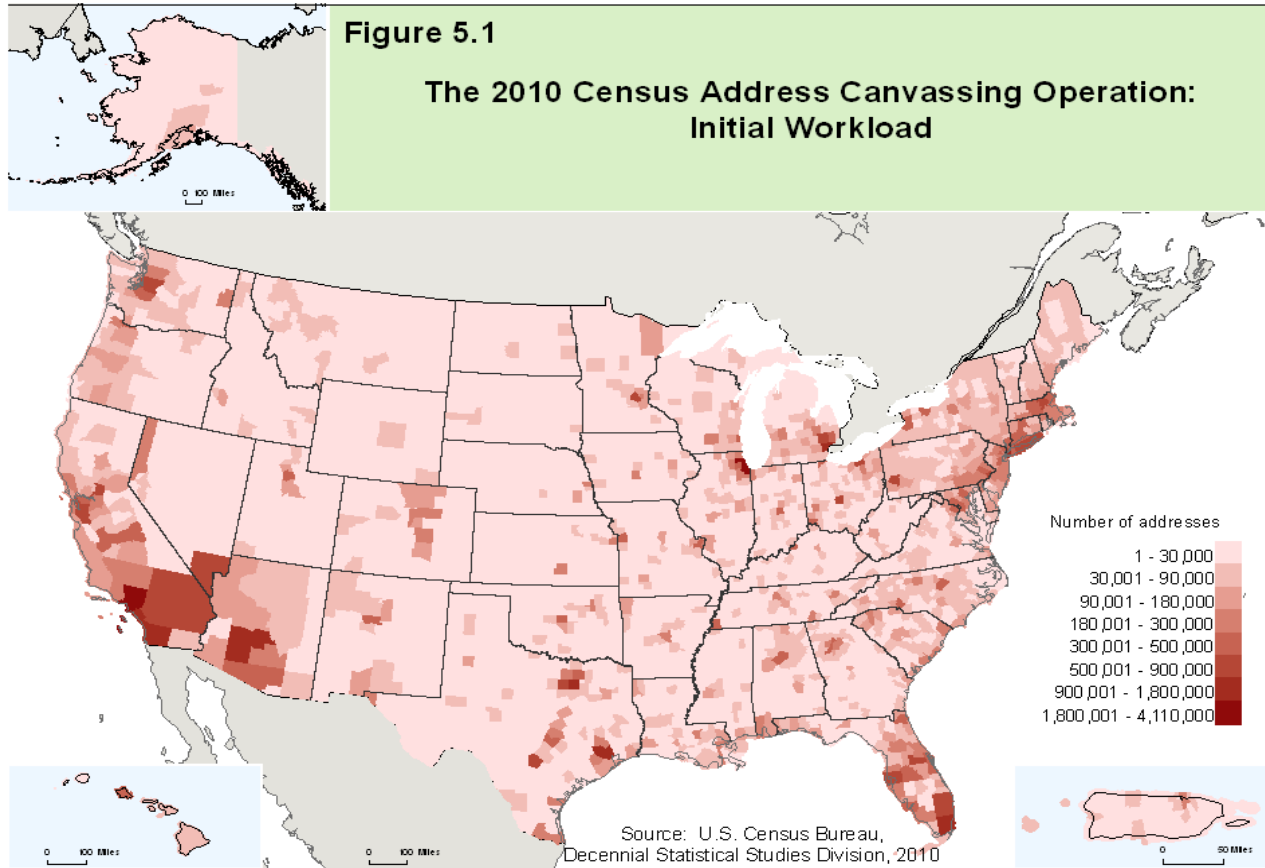 Figure 5.1
The 2010 Census Address Canvassing Operation:
Initial Workload
0 100 Miles
Number of addresses
1 - 30,000
30,001 - 90,000
90,001 - 180,000
180,001 - 300,000
300,001 - 500,000
500,001 - 900,000
900,001 - 1,800,000
1,800,001 - 4,110,000
0 100 Miles
0 100 Miles
Source: U.S. Census Bureau,
Decennial Statistical Studies Division, 2010
0 50 Miles